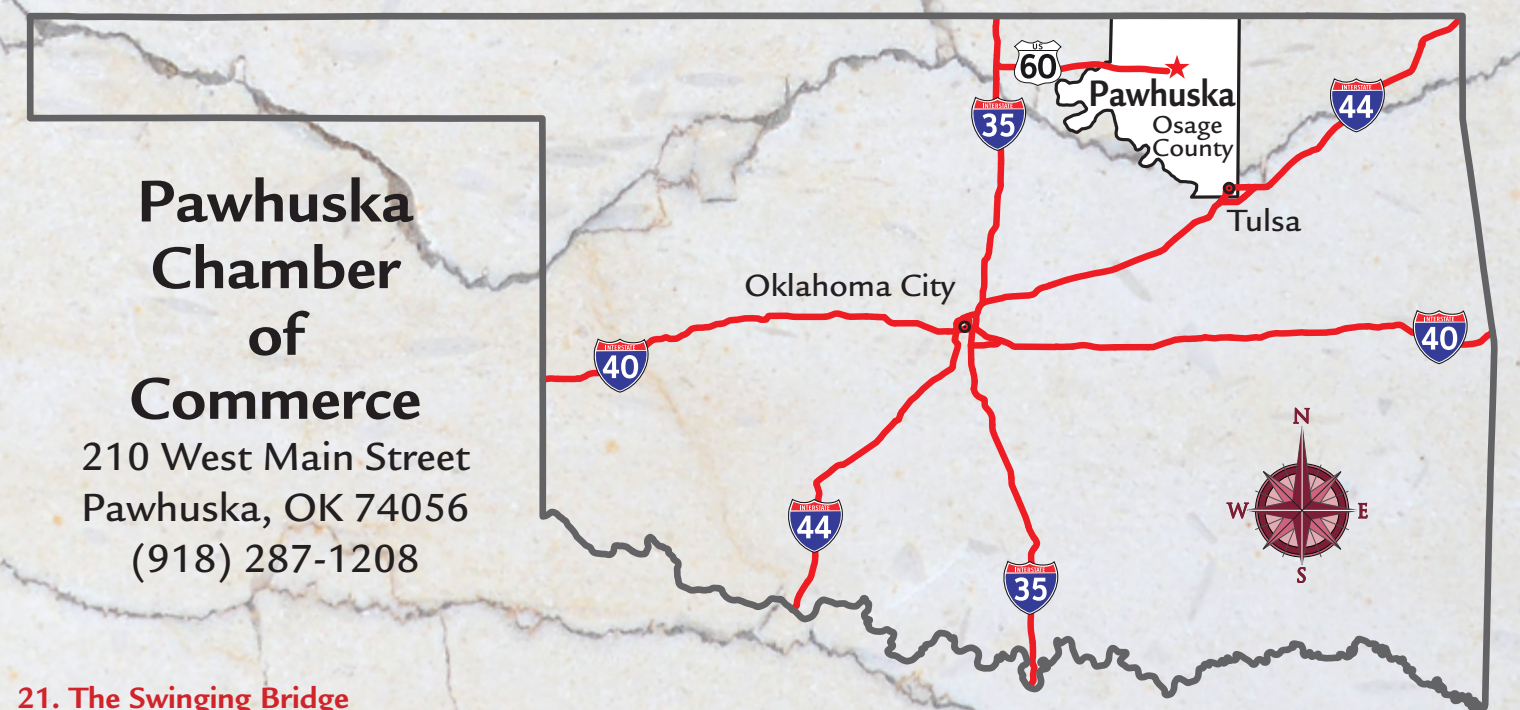 Pawhuska
Chamber
of
Commerce
210 West Main Street
Pawhuska, OK 74056
(918) 287-1208
US
60
INTERSTATE
35
Pawhuska
Osage
County
INTERSTATE
44
Tulsa
Oklahoma City
INTERSTATE
40
INTERSTATE
40
INTERSTATE
44
INTERSTATE
35
N
W
E
S
21. The Swinging Bridge